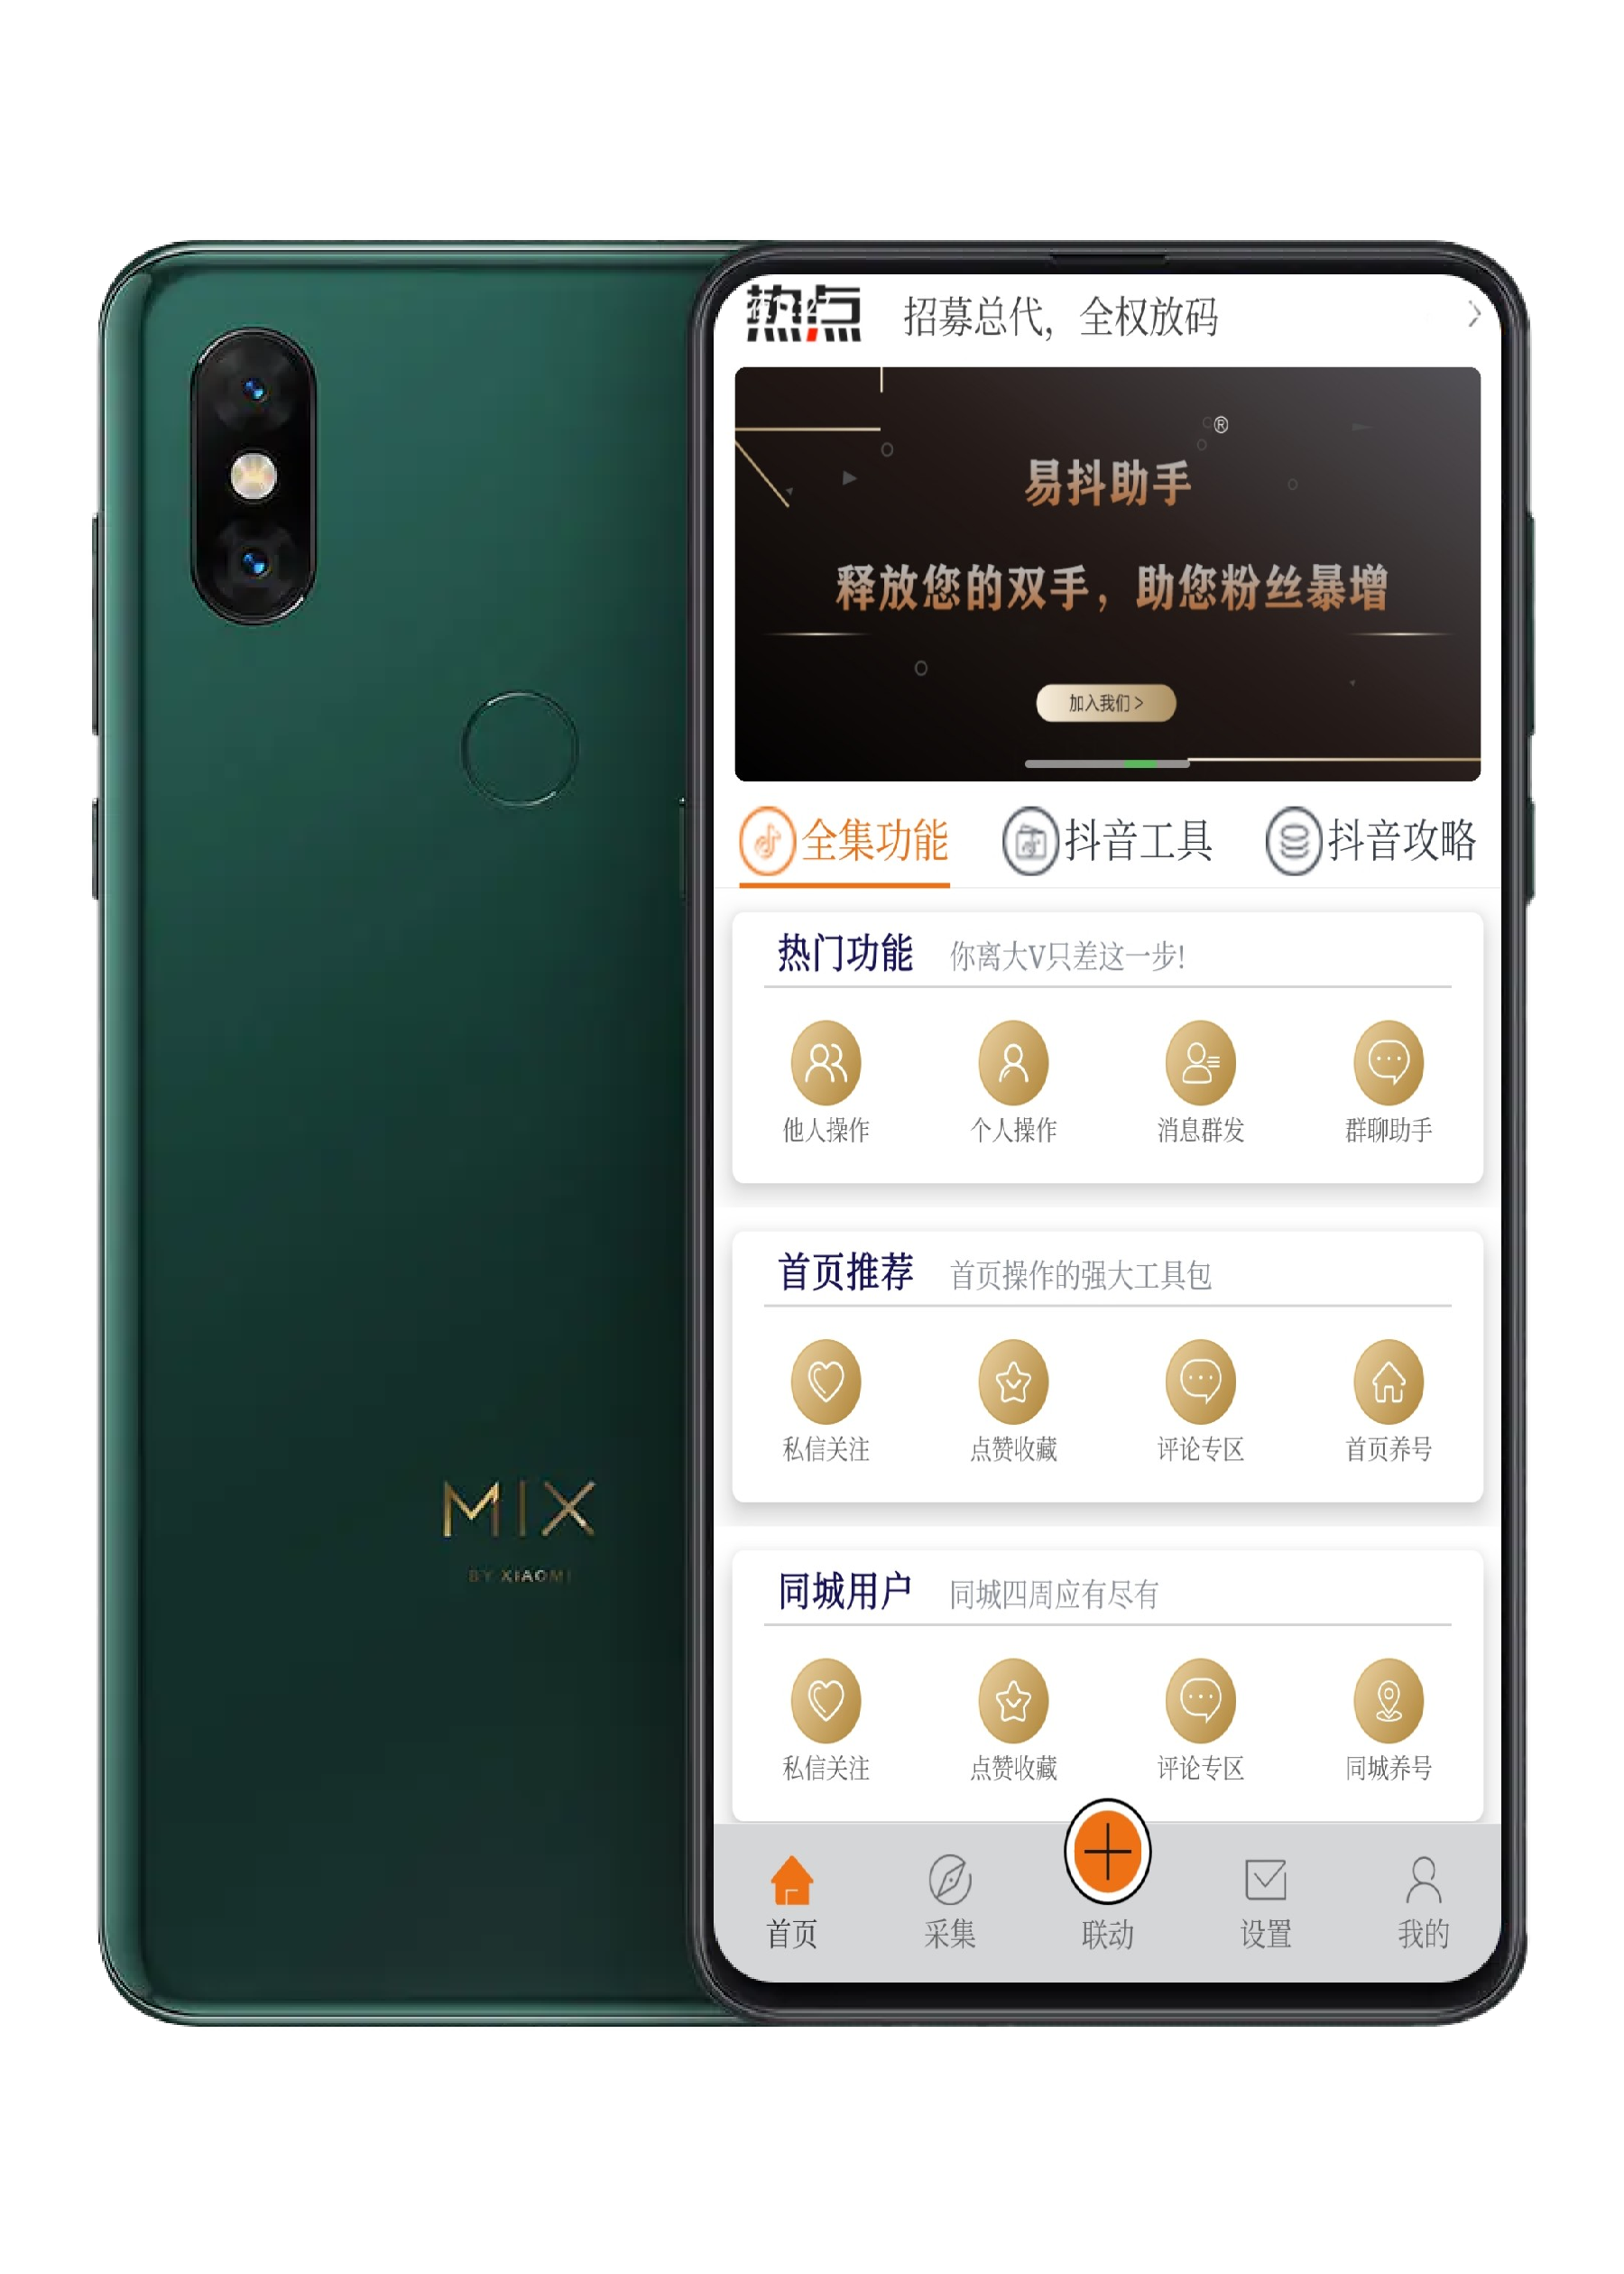 热点 招募总代，全权放码
®
易抖助手
释放您的双手，助您粉丝暴增
加入我们 >
全集功能 抖音工具 抖音攻略
热门功能 你离大V只差这一步!
他人操作 个人操作 消息群发 群聊助手
首页推荐 首页操作的强大工具包
私信关注 点赞收藏 评论专区 首页养号
同城用户 同城四周应有尽有
私信关注 点赞收藏 评论专区 同城养号
首页 采集 联动 设置 我的
MIX
BY XIAOMI